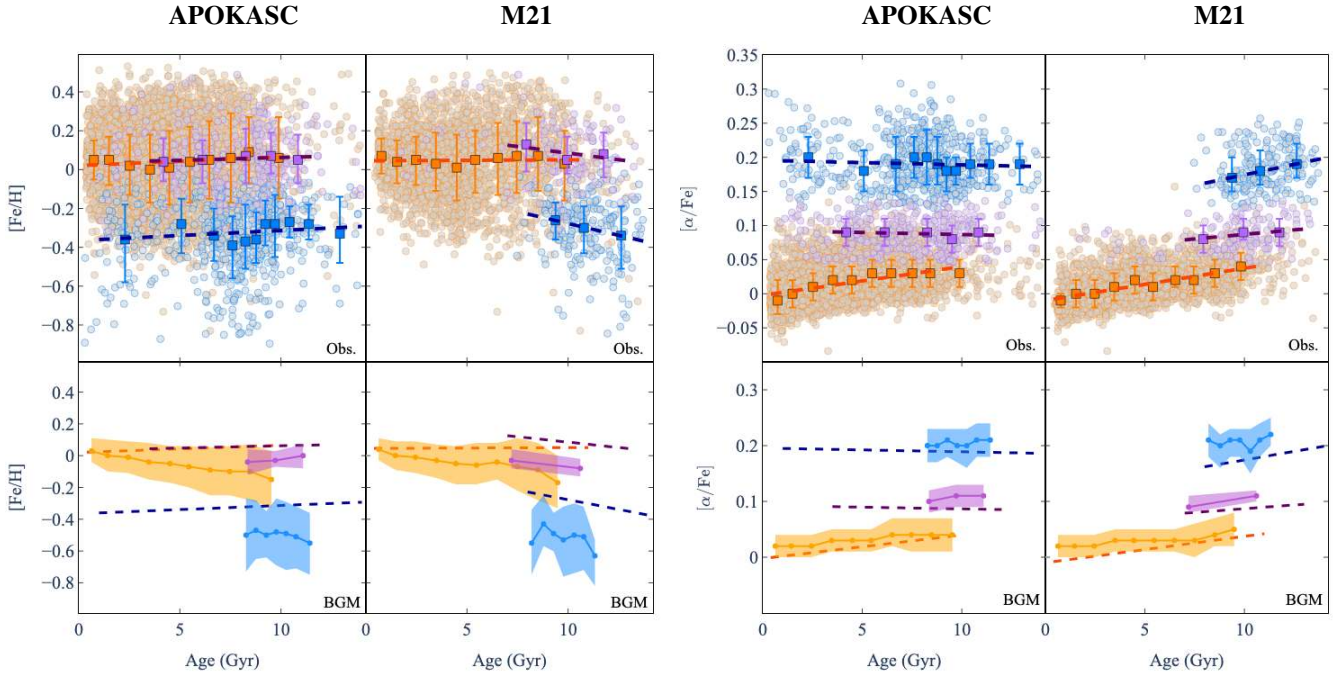 APOKASC M21 APOKASC M21
0.4
0.2
0
−0.2
−0.4
−0.6
−0.8
[Fe/H]
Obs.
Obs.
0.35
0.3
0.25
0.2
0.15
0.1
0.05
0
−0.05
[α/Fe]
Obs.
Obs.
0.4
0.2
0
−0.2
−0.4
−0.6
−0.8
[Fe/H]
BGM
BGM
0.3
0.2
0.1
0
[α/Fe]
BGM
BGM
0 5 10 0 5 10 0 5 10 5 10
Age (Gyr) Age (Gyr) Age (Gyr) Age (Gyr)